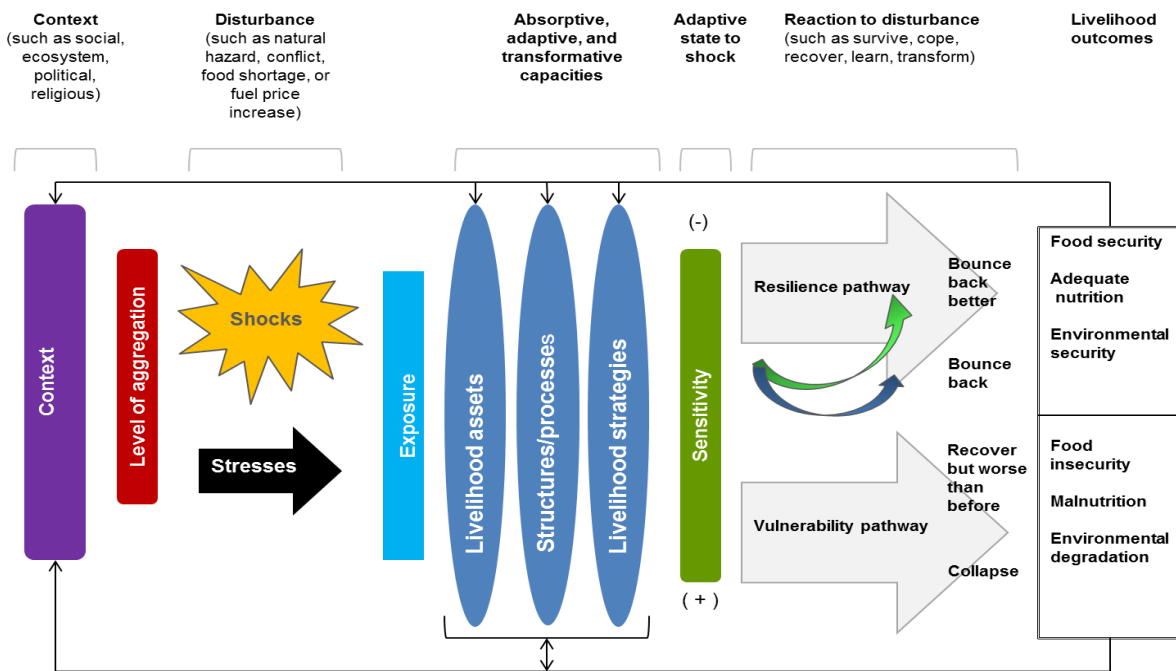 Context
(such as social,
ecosystem,
political,
religious)
Disturbance
(such as natural
hazard, conflict,
food shortage, or
fuel price
increase)
Absorptive,
adaptive, and
transformative
capacities
Adaptive
state to
shock
Reaction to disturbance
(such as survive, cope,
recover, learn, transform)
Livelihood
outcomes
Context
Level of aggregation
Shocks
Stresses
Exposure
Livelihood assets
Structures/processes
Livelihood strategies
(-)
Sensitivity
( + )
Resilience pathway
Bounce
back
better
Bounce
back
Vulnerability pathway
Recover
but worse
than
before
Collapse
Food security
Adequate
nutrition
Environmental
security
Food
insecurity
Malnutrition
Environmental
degradation